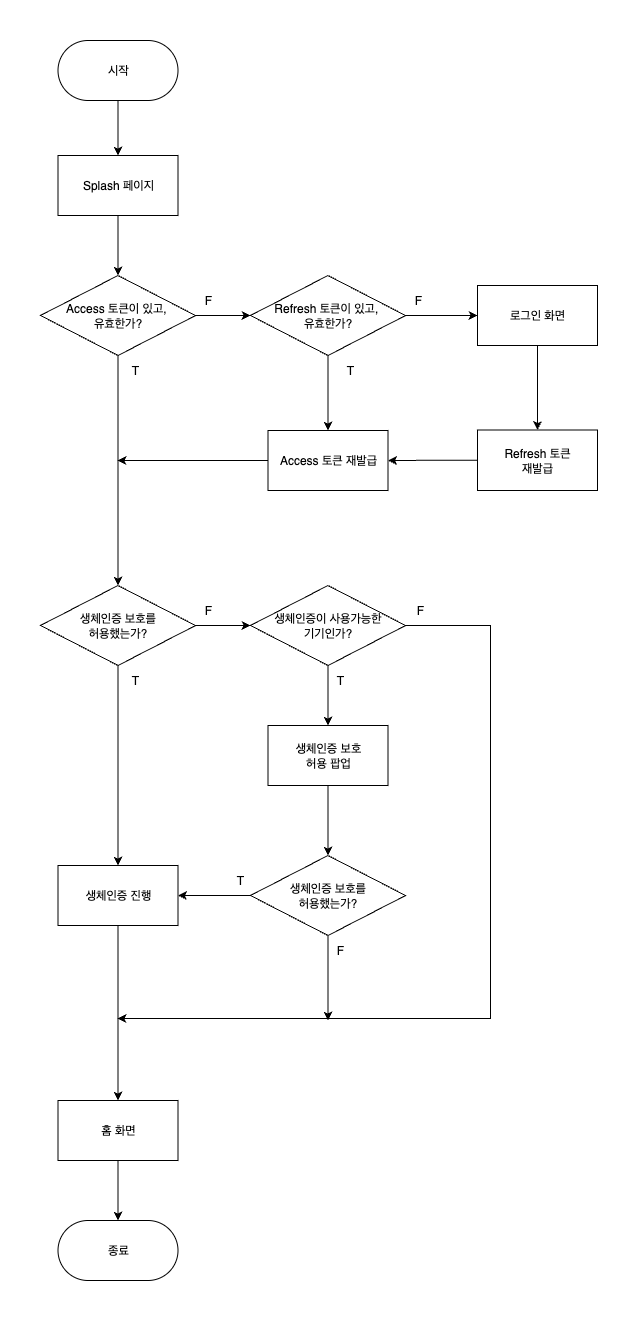 시작
Splash 페이지
Access 토큰이 있고,
유효한가?
F
Refresh 토큰이 있고,
유효한가?
F
로그인 화면
T
T
Access 토큰 재발급
Refresh 토큰
재발급
생체인증 보호를
허용했는가?
F
생체인증이 사용가능한
기기인가?
F
T
T
생체인증 보호
허용 팝업
생체인증 진행
T
생체인증 보호를
허용했는가?
F
홈 화면
종료